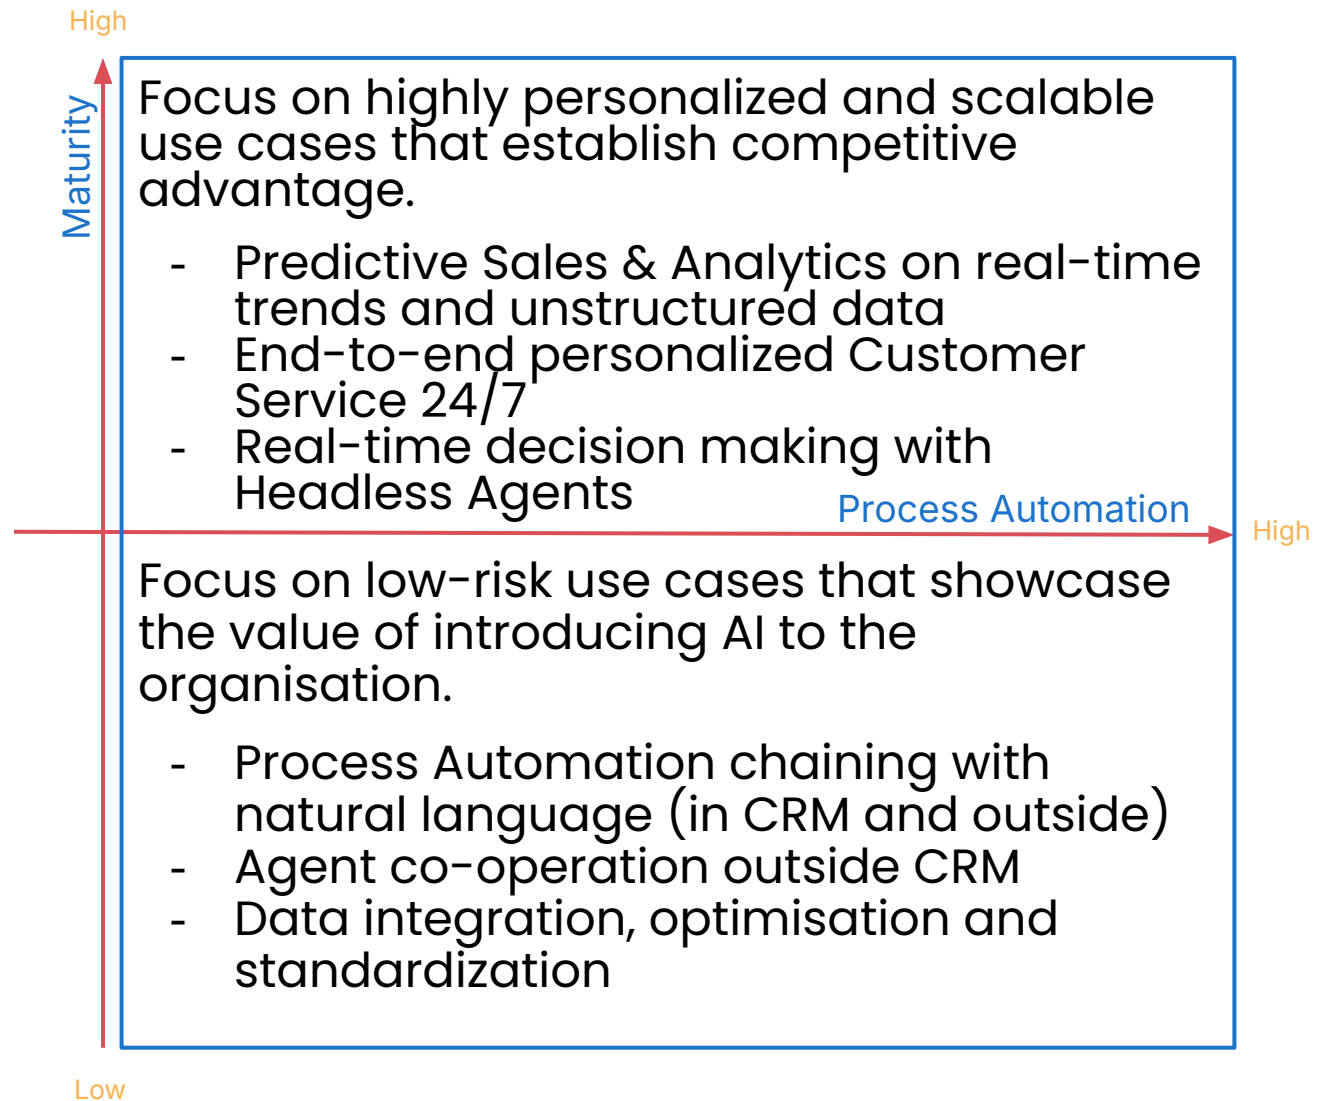 High
Maturity
Focus on highly personalized and scalable
use cases that establish competitive
advantage.
- Predictive Sales & Analytics on real-time
trends and unstructured data
- End-to-end personalized Customer
Service 24/7
- Real-time decision making with
Headless Agents
Process Automation
High
Focus on low-risk use cases that showcase
the value of introducing AI to the
organisation.
- Process Automation chaining with
natural language (in CRM and outside)
- Agent co-operation outside CRM
- Data integration, optimisation and
standardization
Low